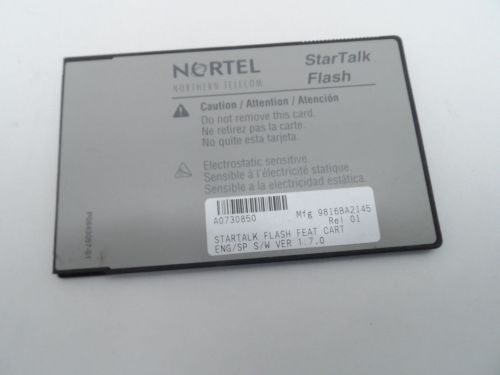 NORTEL
NORTHERN TELECOM
StarTalk
Flash
Caution / Attention / Atención
Do not remove this card.
Ne retirez pas la carte.
No quite esta tarjeta.
Electrostatic sensitive.
Sensible à l'électricité statique.
Sensible a la electricidad estática.
A0730850 Mfg 9816BA2145
Rel 01
STARTALK FLASH FEAT CART
ENG/SP S/W VER 1.7.0